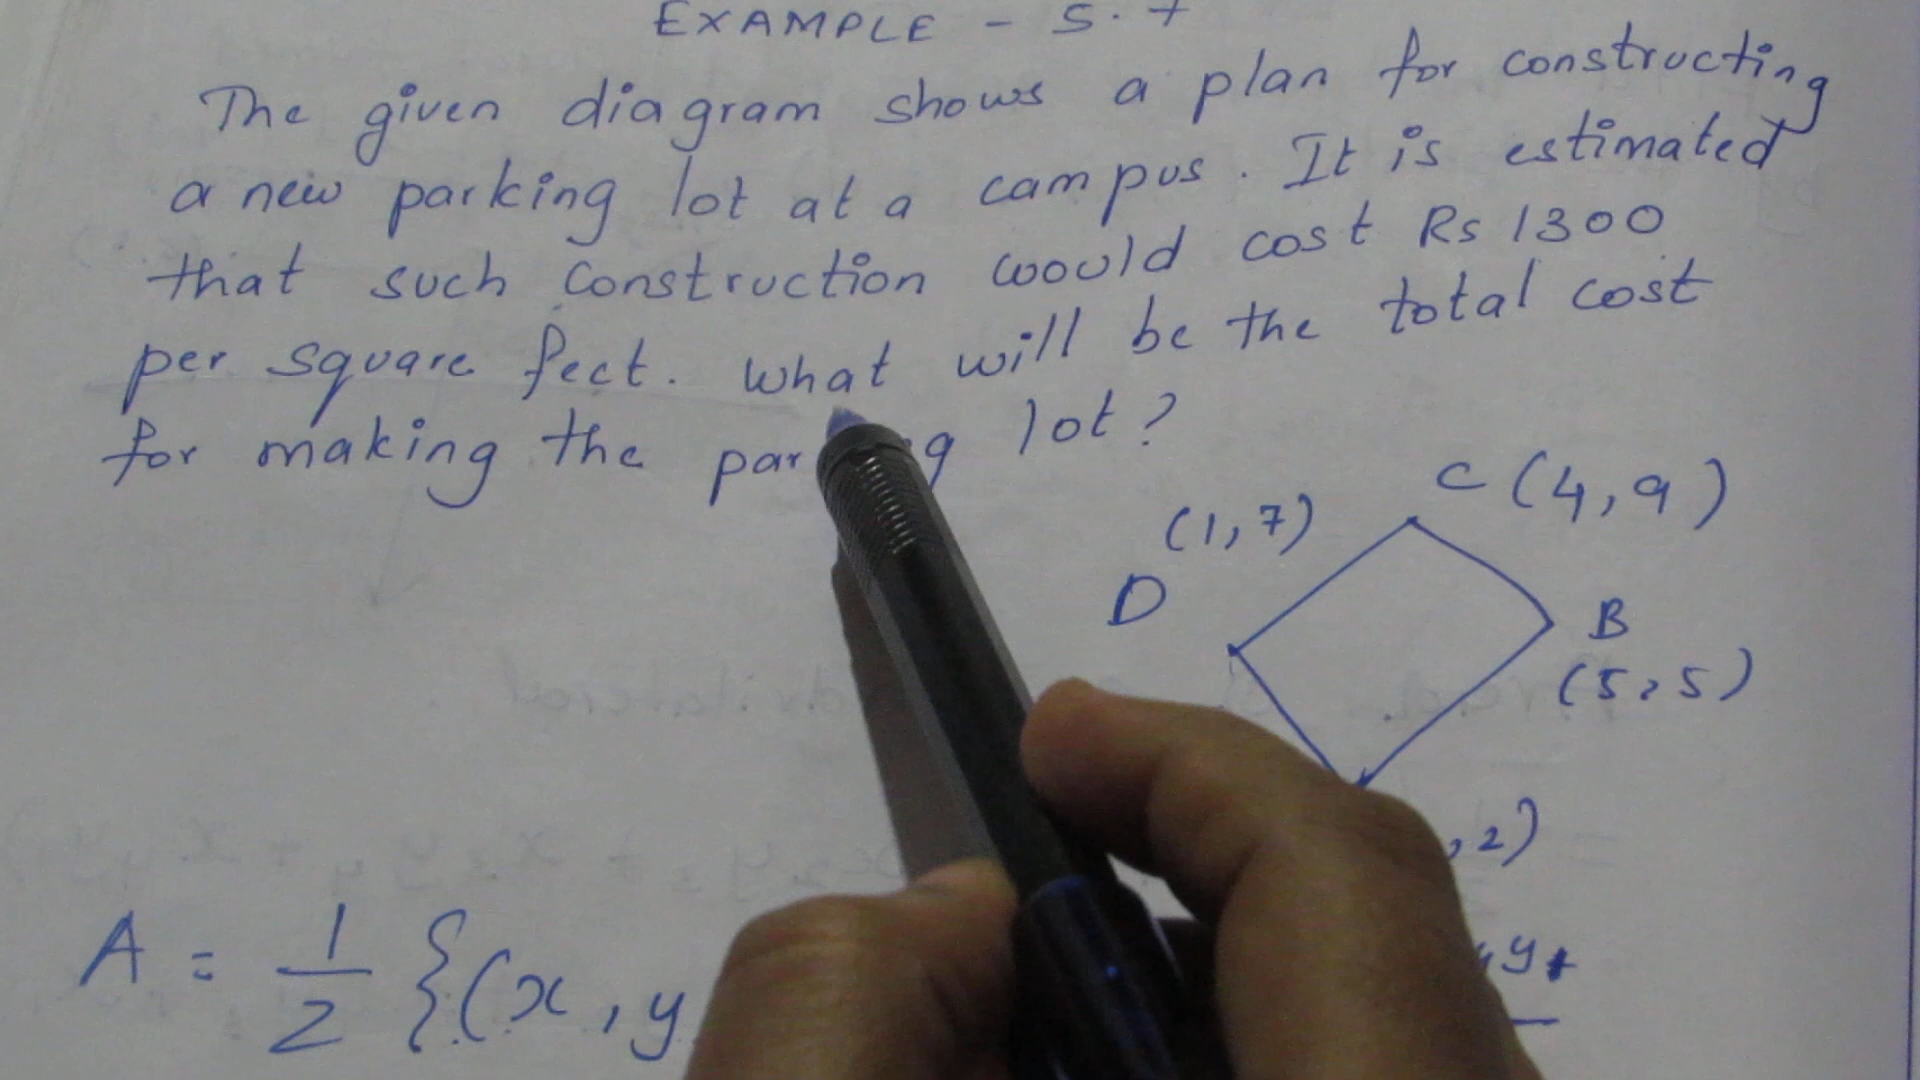 EXAMPLE - 5.7
The given diagram shows a plan for constructing
a new parking lot at a campus. It is estimated
that such construction would cost Rs 1300
per square feet. What will be the total cost
for making the lot?
C (4,9)
(1,7)
D
B
(5,5)
,2)
A = 1/2 {(x, y